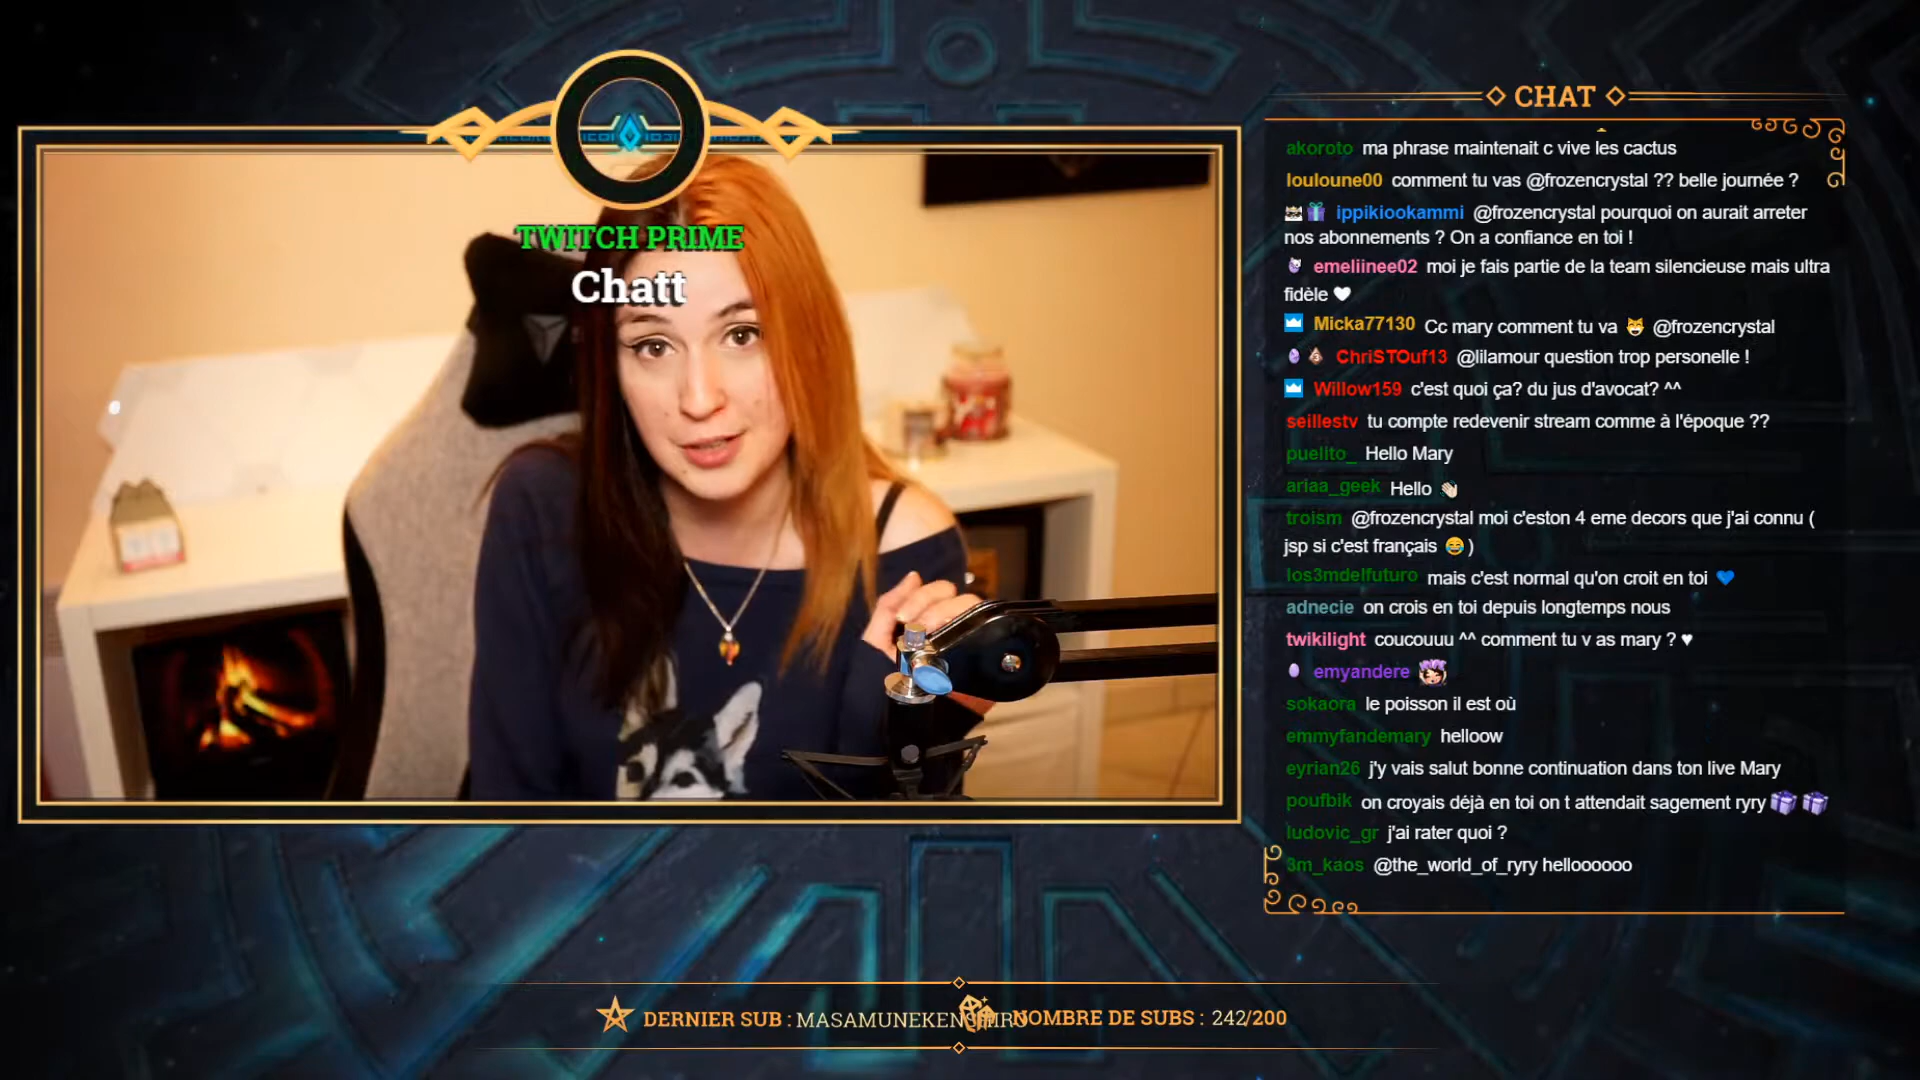 TWITCH PRIME
Chatt
CHAT
akoroto ma phrase maintenait c vive les cactus
louloune00 comment tu vas @frozencrystal ?? belle journée ?
ippikiookammi @frozencrystal pourquoi on aurait arreter
nos abonnements ? On a confiance en toi !
emeliinee02 moi je fais partie de la team silencieuse mais ultra
fidèle 🤍
Micka77130 Cc mary comment tu va 😸 @frozencrystal
ChriSTOuf13 @lilamour question trop personelle !
Willow159 c'est quoi ça? du jus d'avocat? ^^
seillestv tu compte redevenir stream comme à l'époque ??
puelito_ Hello Mary
ariaa_geek Hello 👋🏻
troism @frozencrystal moi c'eston 4 eme decors que j'ai connu (
jsp si c'est français 😂 )
los3mdelfuturo mais c'est normal qu'on croit en toi 💙
adnecie on crois en toi depuis longtemps nous
twikilight coucouuu ^^ comment tu v as mary ? ♥
emyandere
sokaora le poisson il est où
emmyfandemary helloow
eyrian26 j'y vais salut bonne continuation dans ton live Mary
poufbik on croyais déjà en toi on t attendait sagement ryry
ludovic_gr j'ai rater quoi ?
3m_kaos @the_world_of_ryry helloooooo
DERNIER SUB : MASAMUNEKENSHIRO NOMBRE DE SUBS : 242/200